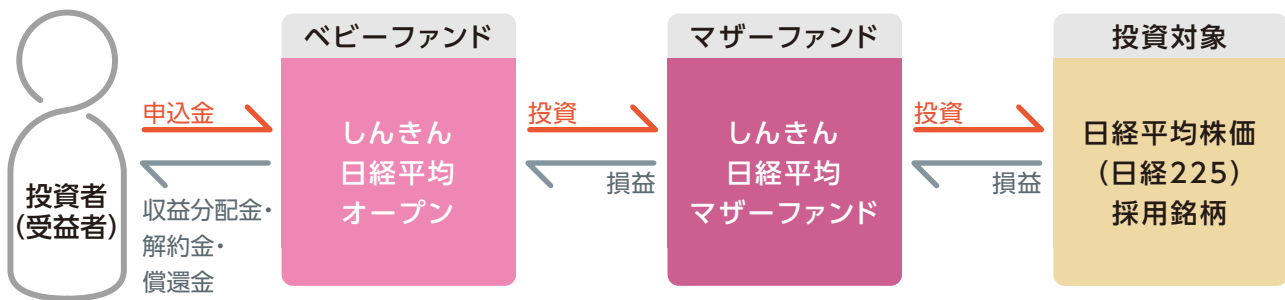 ベビーファンド
マザーファンド
投資対象
投資者
(受益者)
申込金
収益分配金・
解約金・
償還金
しんきん
日経平均
オープン
投資
損益
しんきん
日経平均
マザーファンド
投資
損益
日経平均株価
(日経225)
採用銘柄